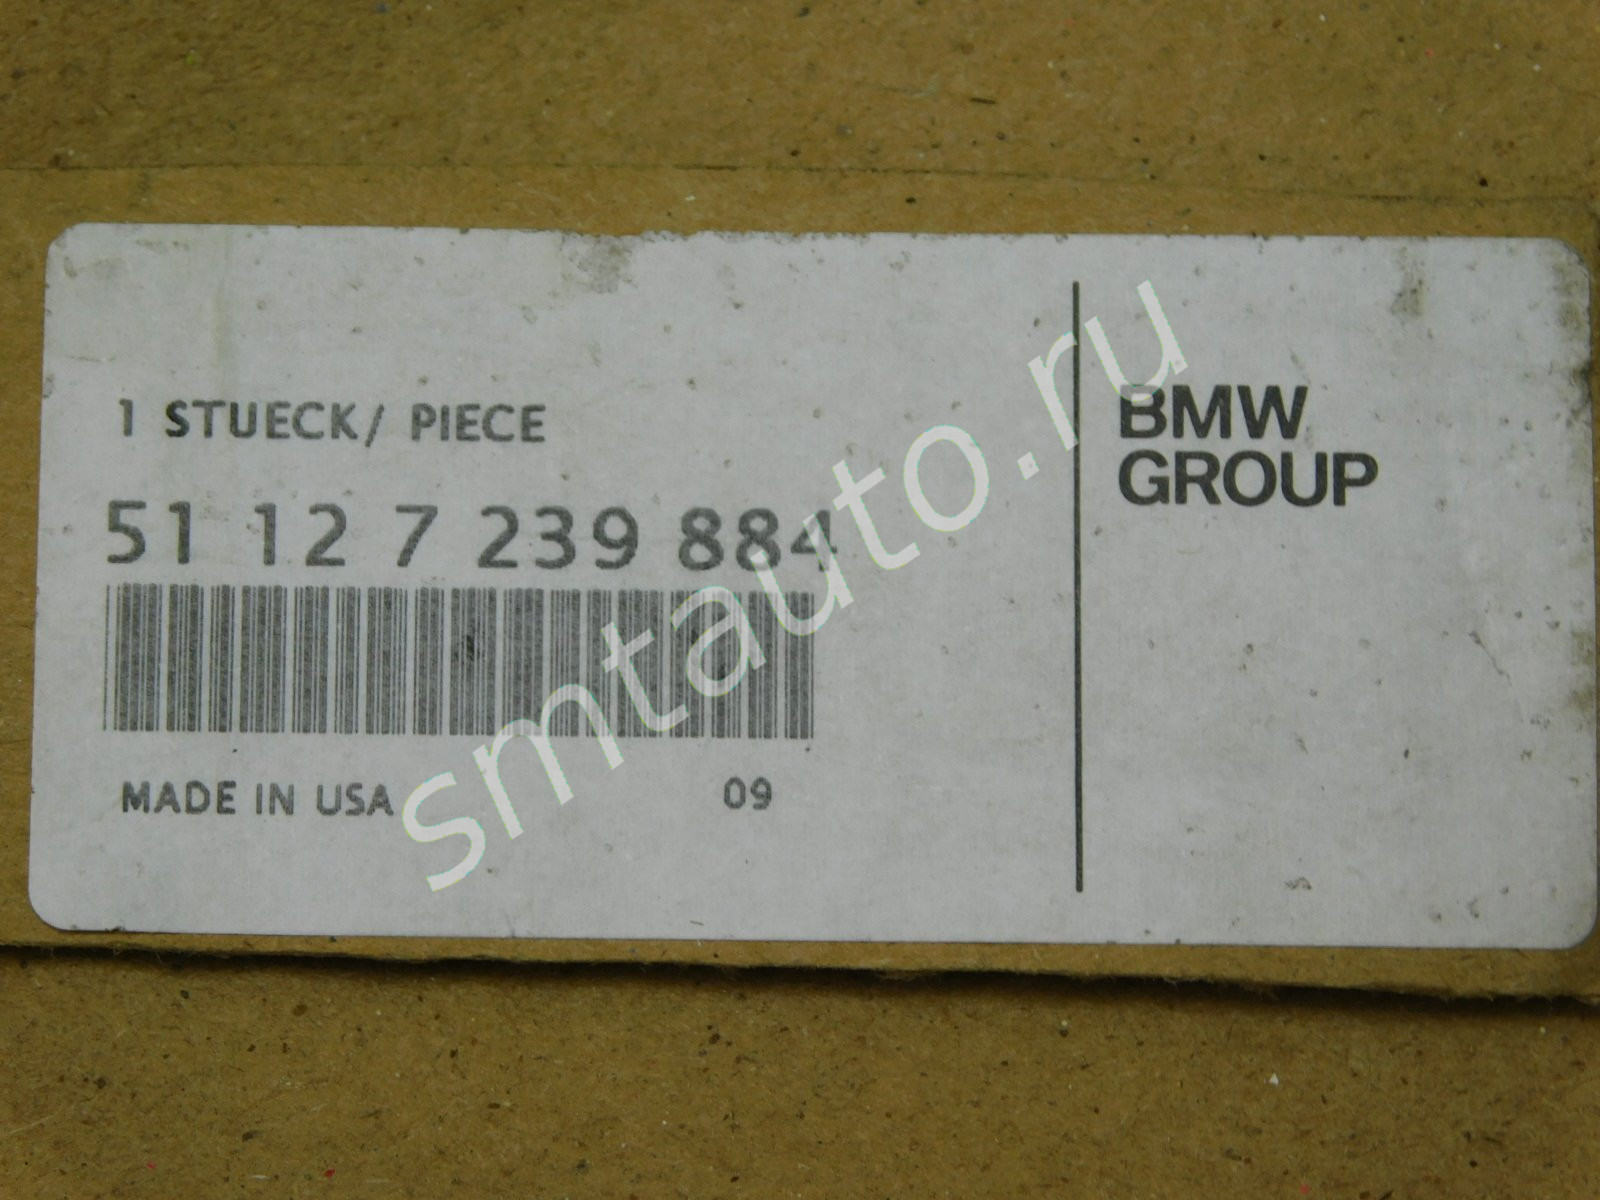 1 STUECK/ PIECE
51 12 7 239 884
MADE IN USA 09
BMW
GROUP
smtauto.ru